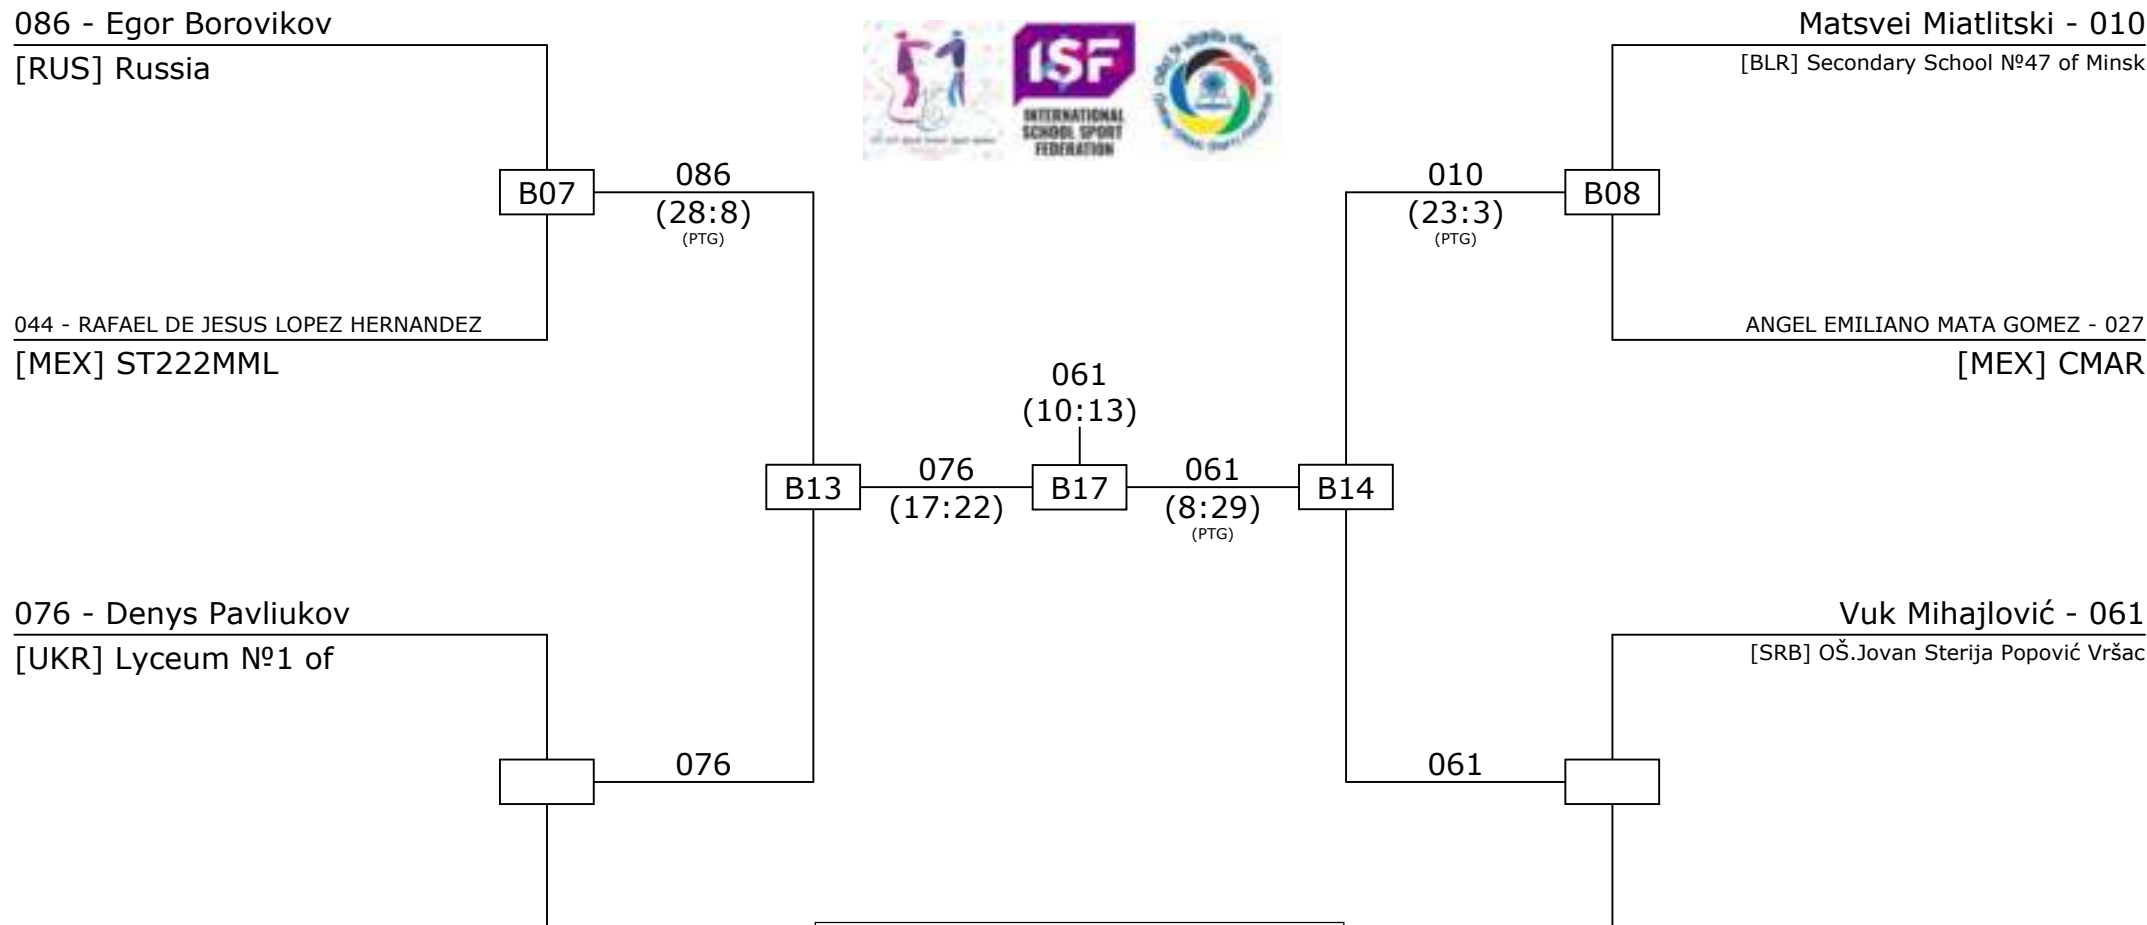 086 - Egor Borovikov
[RUS] Russia
Matsvei Miatlitski - 010
[BLR] Secondary School №47 of Minsk
ISF
INTERNATIONAL
SCHOOL SPORT
FEDERATION
B07
086
(28:8)
(PTG)
010
(23:3)
(PTG)
B08
044 - RAFAEL DE JESUS LOPEZ HERNANDEZ
[MEX] ST222MML
ANGEL EMILIANO MATA GOMEZ - 027
[MEX] CMAR
061
(10:13)
B13
076
(17:22)
B17
061
(8:29)
(PTG)
B14
076 - Denys Pavliukov
[UKR] Lyceum №1 of
Vuk Mihajlović - 061
[SRB] OŠ.Jovan Sterija Popović Vršac
076
061